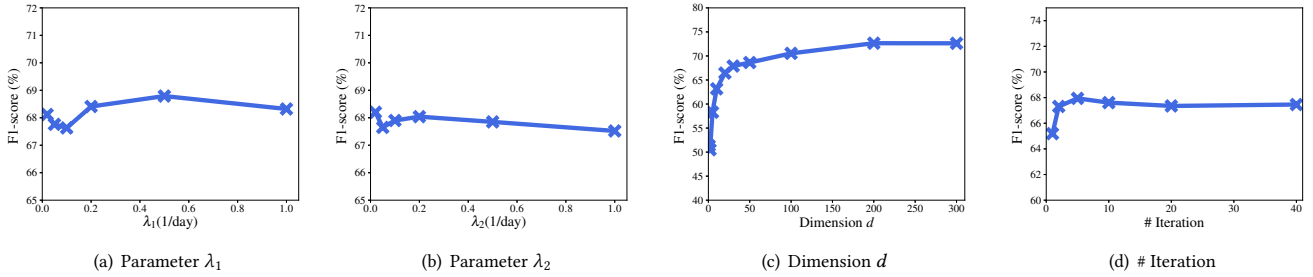 72
71
70
69
68
67
66
65
F1-score (%)
0.0 0.2 0.4 0.6 0.8 1.0
λ1(1/day)
(a) Parameter λ1
72
71
70
69
68
67
66
65
F1-score (%)
0.0 0.2 0.4 0.6 0.8 1.0
λ2(1/day)
(b) Parameter λ2
80
75
70
65
60
55
50
45
40
F1-score (%)
0 50 100 150 200 250 300
Dimension d
(c) Dimension d
74
72
70
68
66
64
62
60
F1-score (%)
0 10 20 30 40
# Iteration
(d) # Iteration